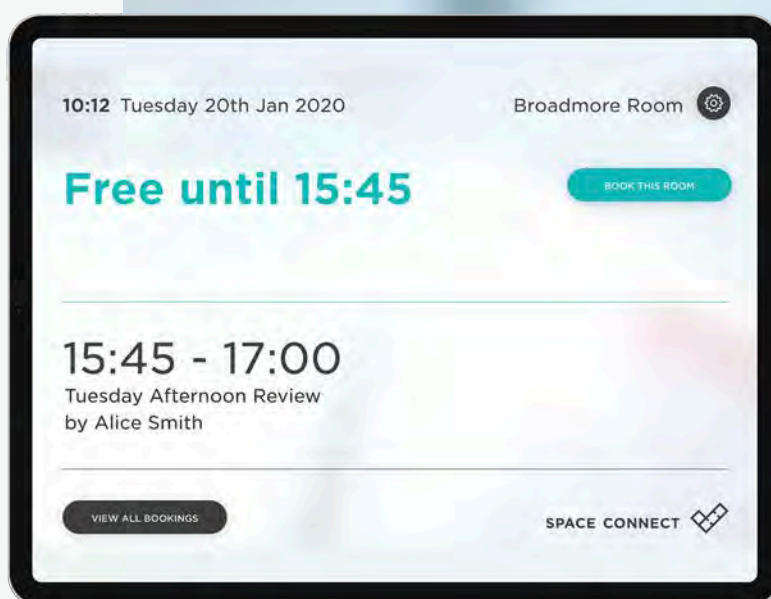 10:12 Tuesday 20th Jan 2020
Broadmore Room
Free until 15:45
BOOK THIS ROOM
15:45 - 17:00
Tuesday Afternoon Review
by Alice Smith
VIEW ALL BOOKINGS
SPACE CONNECT